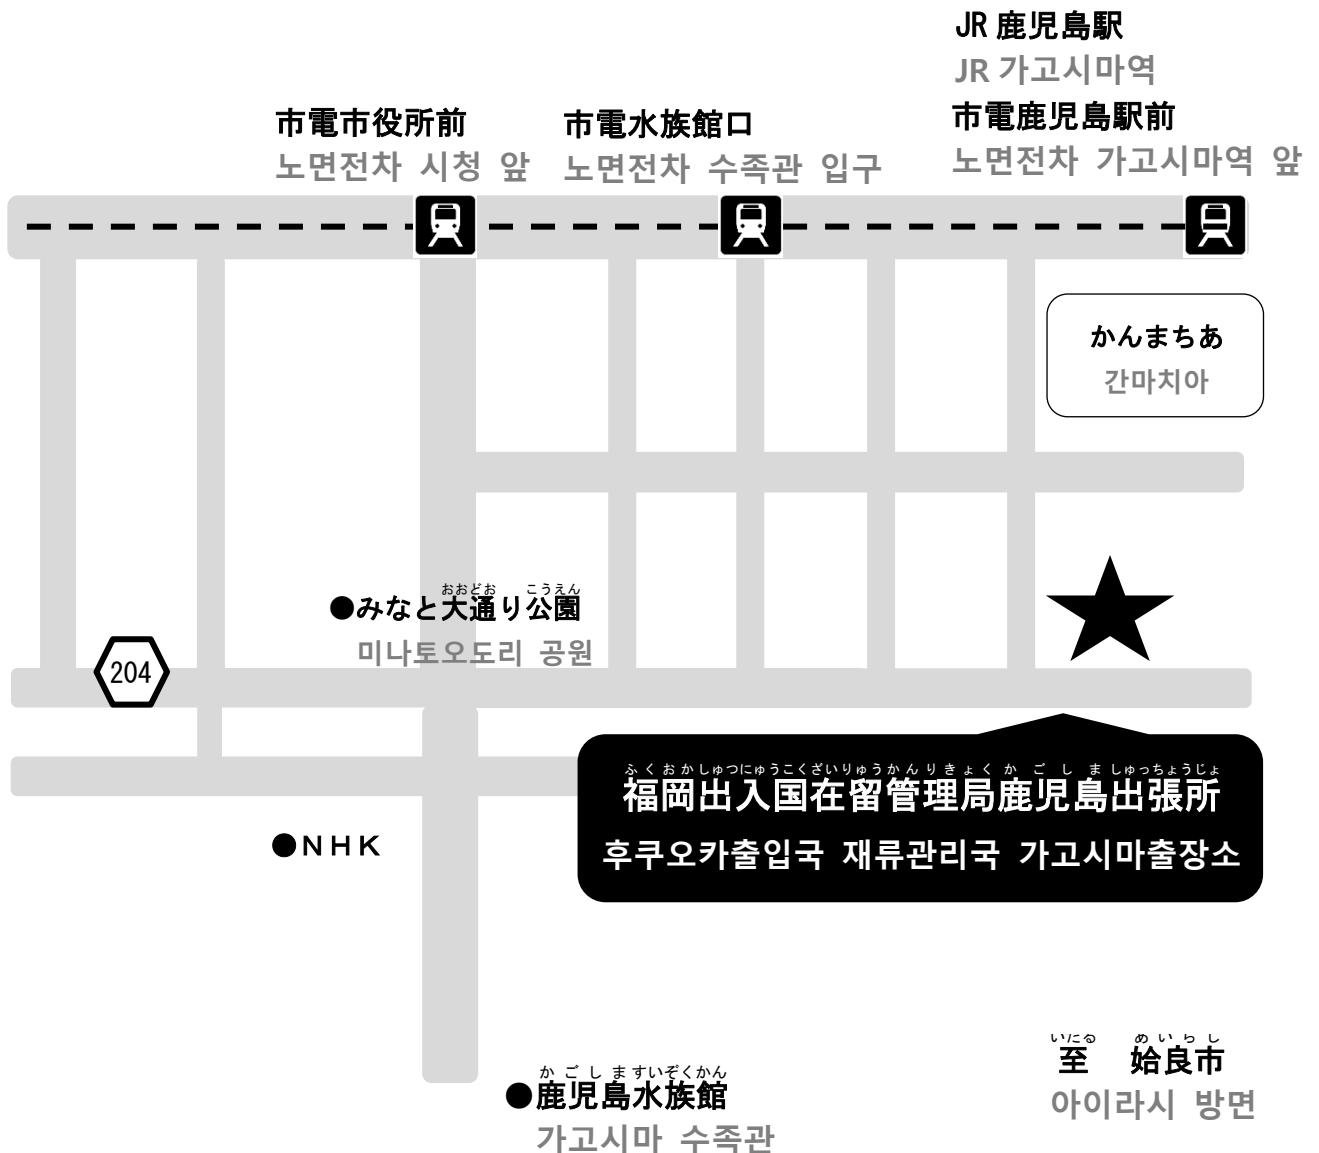 JR 鹿児島駅
JR 가고시마역
市電鹿児島駅前
노면전차 가고시마역 앞
市電市役所前
노면전차 시청 앞
市電水族館口
노면전차 수족관 입구
かんまちあ
간마치아
おおどお こうえん
●みなと大通り公園
미나토오도리 공원
204
ふくおかしゅつにゅうこくざいりゅうかんりきょくかごしましゅっちょうじょ
福岡出入国在留管理局鹿児島出張所
후쿠오카출입국 재류관리국 가고시마출장소
●NHK
かごしますいぞくかん
●鹿児島水族館
가고시마 수족관
いたる あいらし
至 姶良市
아이라시 방면